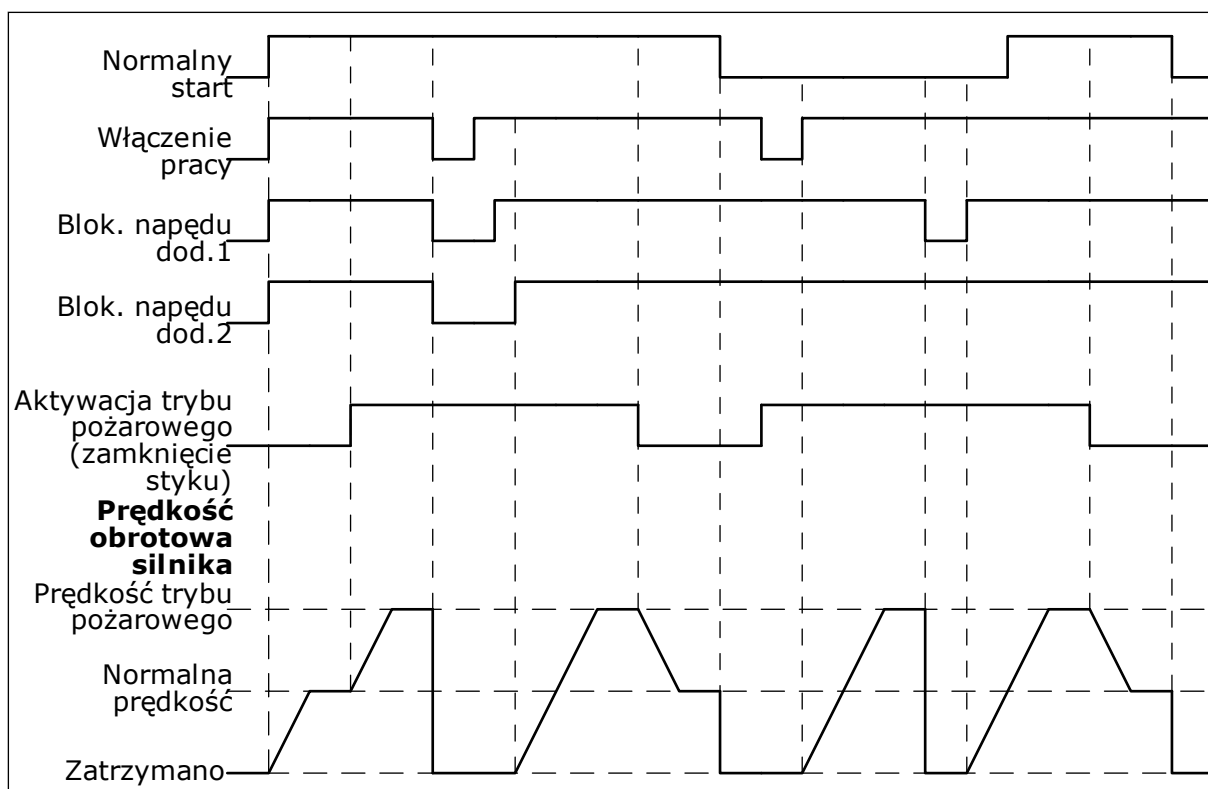 Normalny
start
Włączenie
pracy
Blok. napędu
dod.1
Blok. napędu
dod.2
Aktywacja trybu
pożarowego
(zamknięcie
styku)
Prędkość
obrotowa
silnika
Prędkość trybu
pożarowego
Normalna
prędkość
Zatrzymano